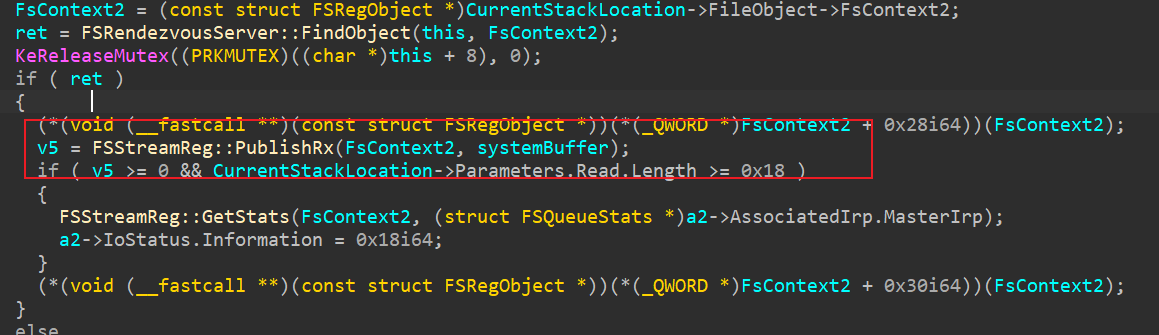 FsContext2 = (const struct FSRegObject *)CurrentStackLocation->FileObject->FsContext2;
ret = FSRendezvousServer::FindObject(this, FsContext2);
KeReleaseMutex((PRKMUTEX)((char *)this + 8), 0);
if ( ret )
{
(*(void (__fastcall **)(const struct FSRegObject *))(*(_QWORD *)FsContext2 + 0x28i64))(FsContext2);
v5 = FSStreamReg::PublishRx(FsContext2, systemBuffer);
if ( v5 >= 0 && CurrentStackLocation->Parameters.Read.Length >= 0x18 )
{
FSStreamReg::GetStats(FsContext2, (struct FSQueueStats *)a2->AssociatedIrp.MasterIrp);
a2->IoStatus.Information = 0x18i64;
}
(*(void (__fastcall **)(const struct FSRegObject *))(*(_QWORD *)FsContext2 + 0x30i64))(FsContext2);
}
else